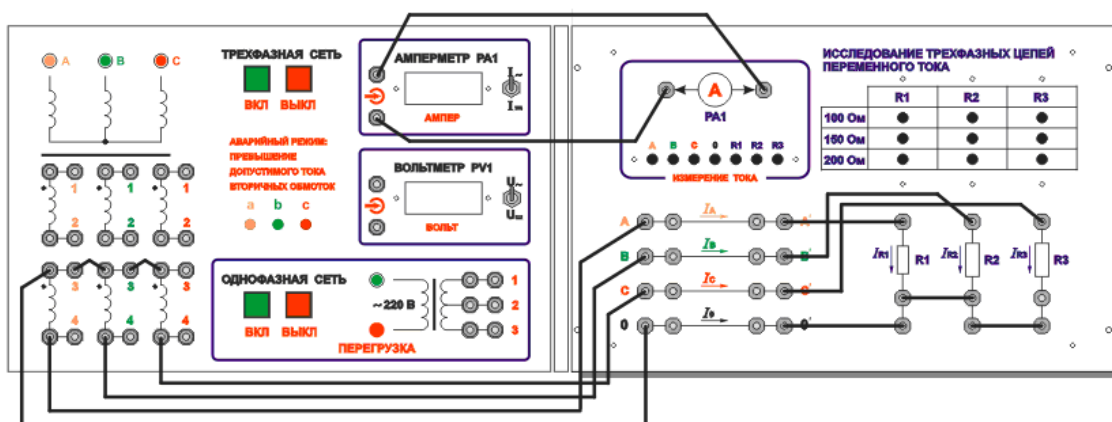 A B C
ТРЕХФАЗНАЯ СЕТЬ
ВКЛ ВЫКЛ
АВАРИЙНЫЙ РЕЖИМ:
ПРЕВЫШЕНИЕ
ДОПУСТИМОГО ТОКА
ВТОРИЧНЫХ ОБМОТОК
a b c
1 1 1
2 2 2
3 3 3
4 4 4
АМПЕРМЕТР PA1
I~
I=
АМПЕР
ВОЛЬТМЕТР PV1
U~
U=
ВОЛЬТ
ОДНОФАЗНАЯ СЕТЬ
ВКЛ ВЫКЛ
~220 В
1
2
3
ПЕРЕГРУЗКА
A
PA1
A B C 0 R1 R2 R3
ИЗМЕРЕНИЕ ТОКА
ИССЛЕДОВАНИЕ ТРЕХФАЗНЫХ ЦЕПЕЙ
ПЕРЕМЕННОГО ТОКА
R1 R2 R3
100 Ом
150 Ом
200 Ом
A IA A'
B IB B'
C IC C'
0 I0 0'
IR1 R1 IR2 R2 IR3 R3